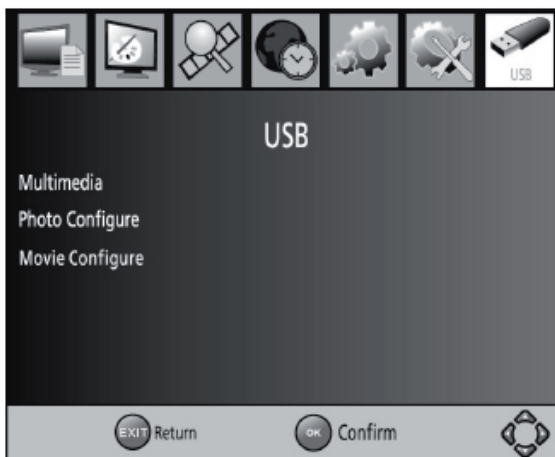 USB
USB
Multimedia
Photo Configure
Movie Configure
EXIT Return
OK Confirm